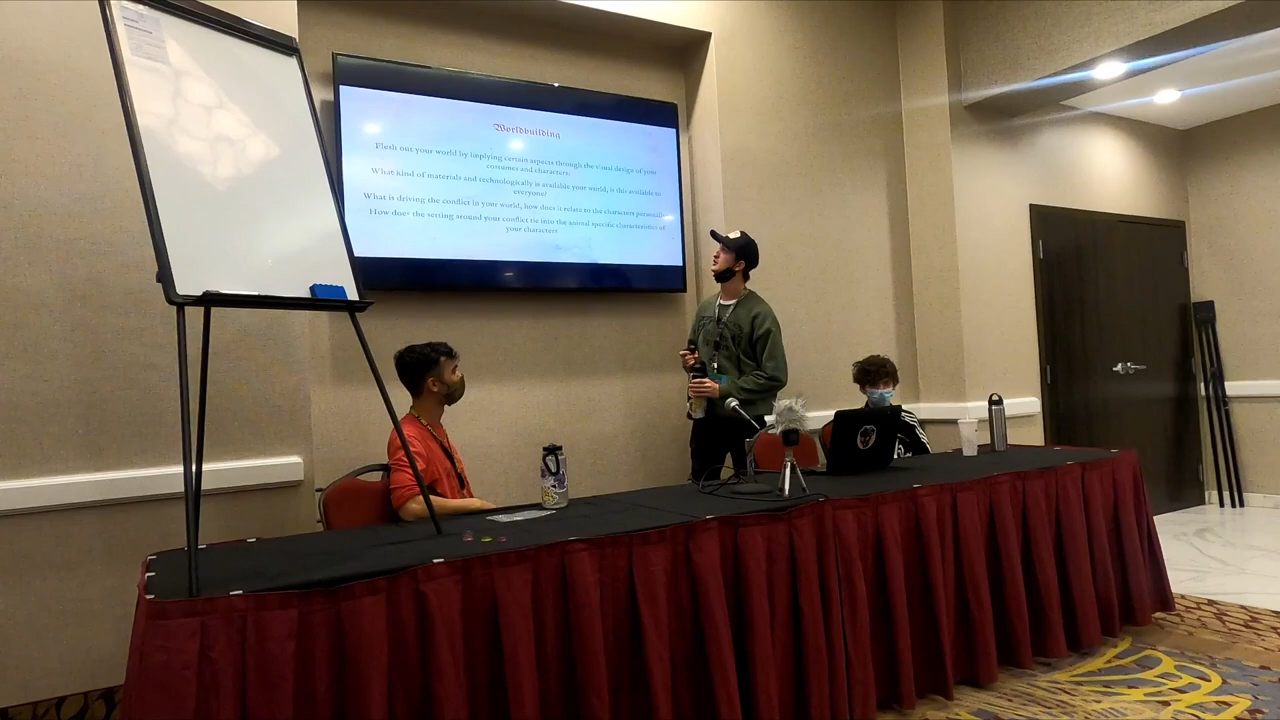 Worldbuilding
Flesh out your world by implying certain aspects through the visual design of your
costumes and characters.
What kind of materials and technologically is available your world, is this available to
everyone?
What is driving the conflict in your world, how does it relate to the characters personally
How does the setting around your conflict tie into the animal specific characteristics of
your characters